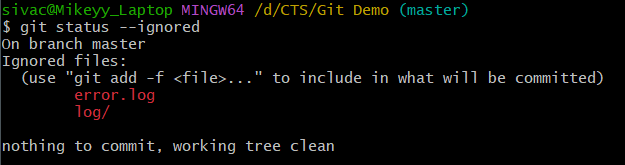 sivac@Mikeyy_Laptop MINGW64 /d/CTS/Git Demo (master)
$ git status --ignored
On branch master
Ignored files:
  (use "git add -f <file>..." to include in what will be committed)
        error.log
        log/

nothing to commit, working tree clean